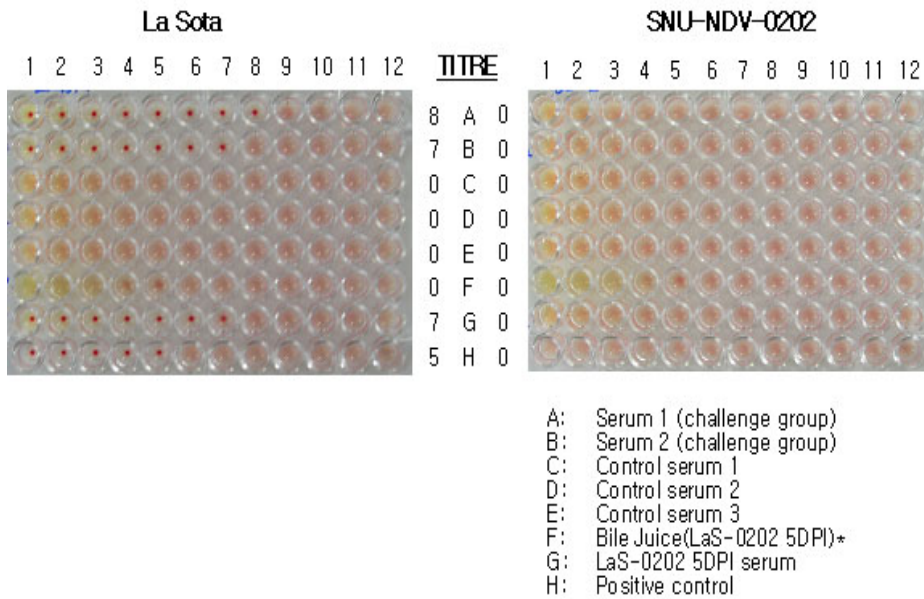 La Sota
SNU-NDV-0202
1 2 3 4 5 6 7 8 9 10 11 12
TITRE
1 2 3 4 5 6 7 8 9 10 11 12
8 A 0
7 B 0
0 C 0
0 D 0
0 E 0
0 F 0
7 G 0
5 H 0
A: Serum 1 (challenge group)
B: Serum 2 (challenge group)
C: Control serum 1
D: Control serum 2
E: Control serum 3
F: Bile Juice(LaS-0202 5DPI)*
G: LaS-0202 5DPI serum
H: Positive control